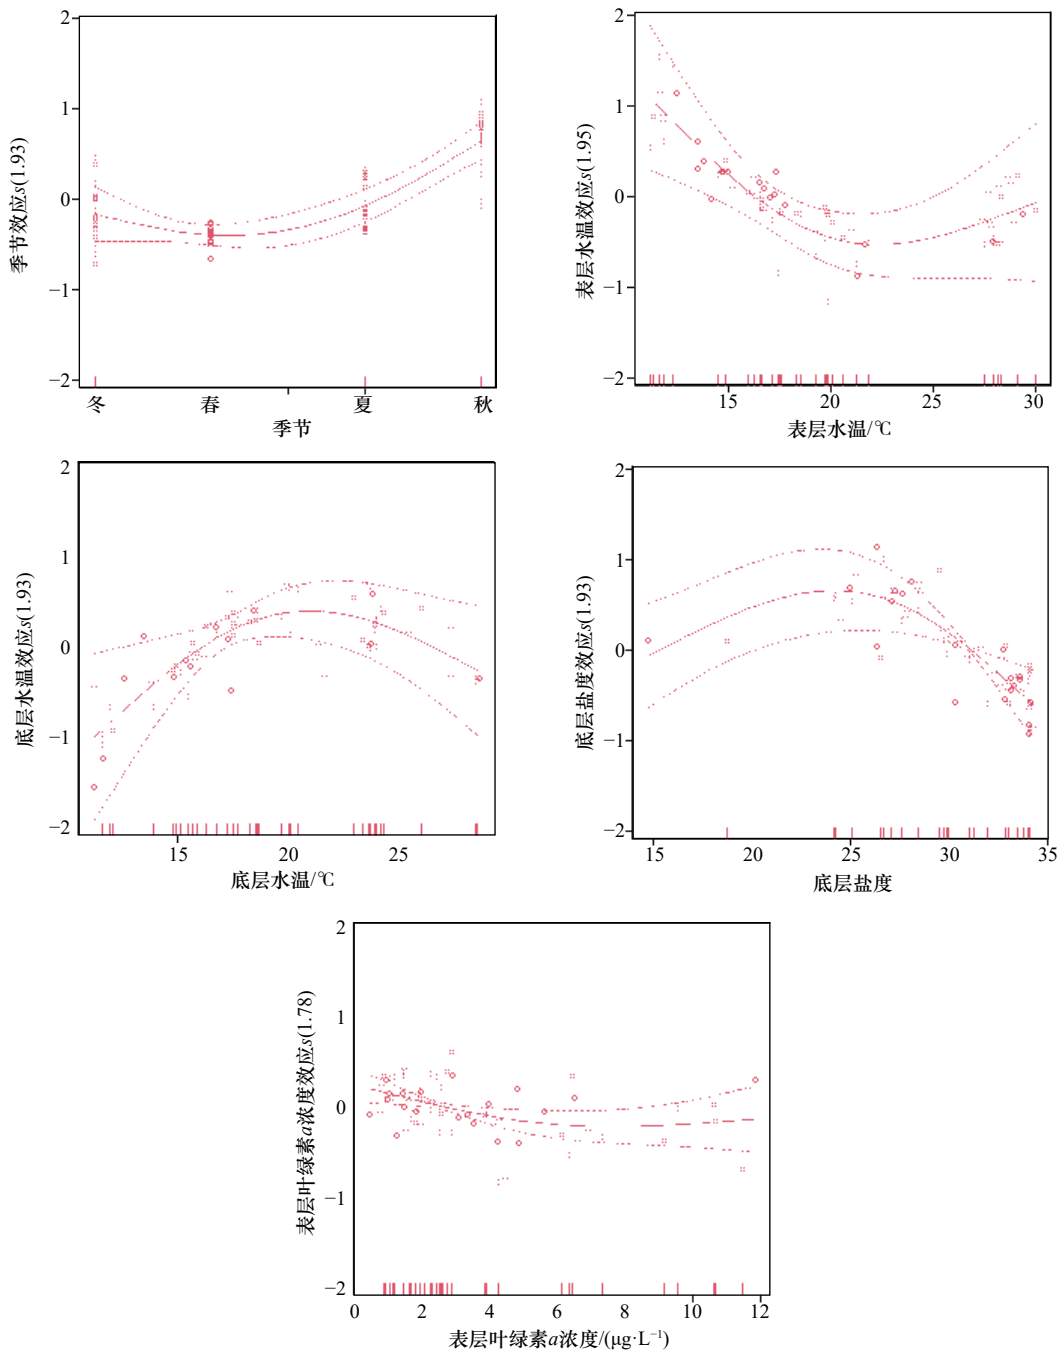 2
1
0
−1
−2
季节效应s(1.93)
冬 春 夏 秋
季节
2
1
0
−1
−2
表层水温效应s(1.95)
15 20 25 30
表层水温/℃
2
1
0
−1
−2
底层水温效应s(1.93)
15 20 25
底层水温/℃
2
1
0
−1
−2
底层盐度效应s(1.93)
15 20 25 30 35
底层盐度
2
1
0
−1
−2
表层叶绿素a浓度效应s(1.78)
0 2 4 6 8 10 12
表层叶绿素a浓度/(μg·L⁻¹)